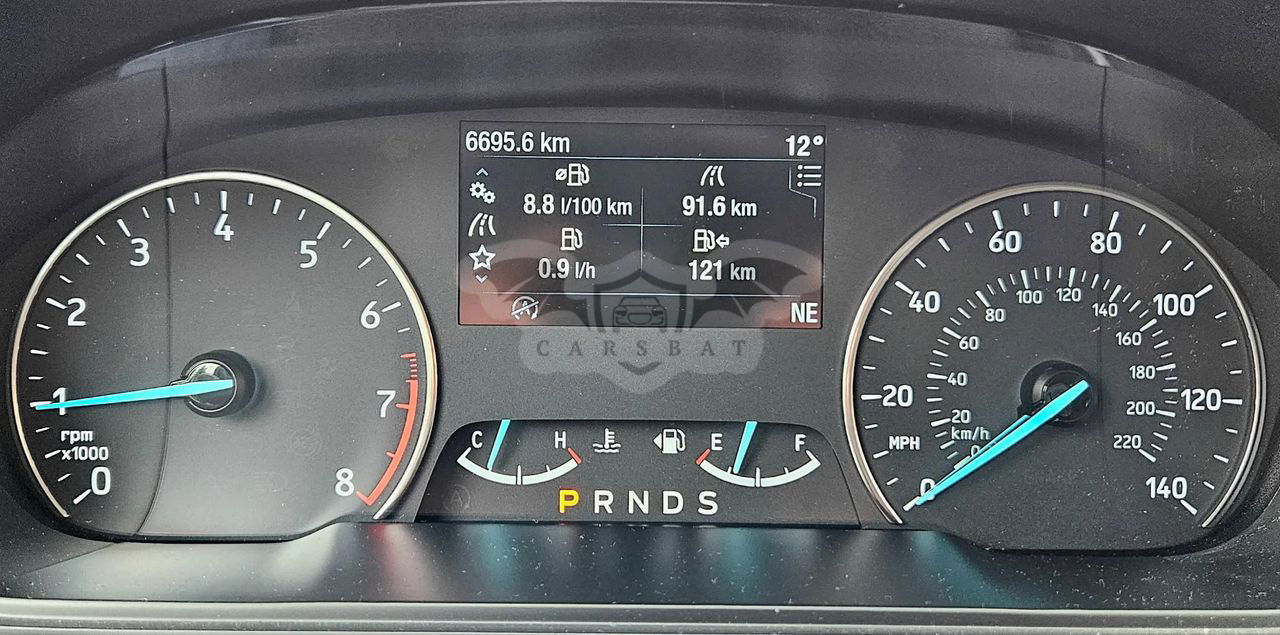 6695.6 km 12°
8.8 l/100 km 91.6 km
0.9 l/h 121 km
NE
CARSBAT
0 1 2 3 4 5 6 7 8
rpm
x1000
C H E F
P R N D S
0 20 40 60 80 100 120 140
MPH
0 20 40 60 80 100 120 140 160 180 200 220
km/h